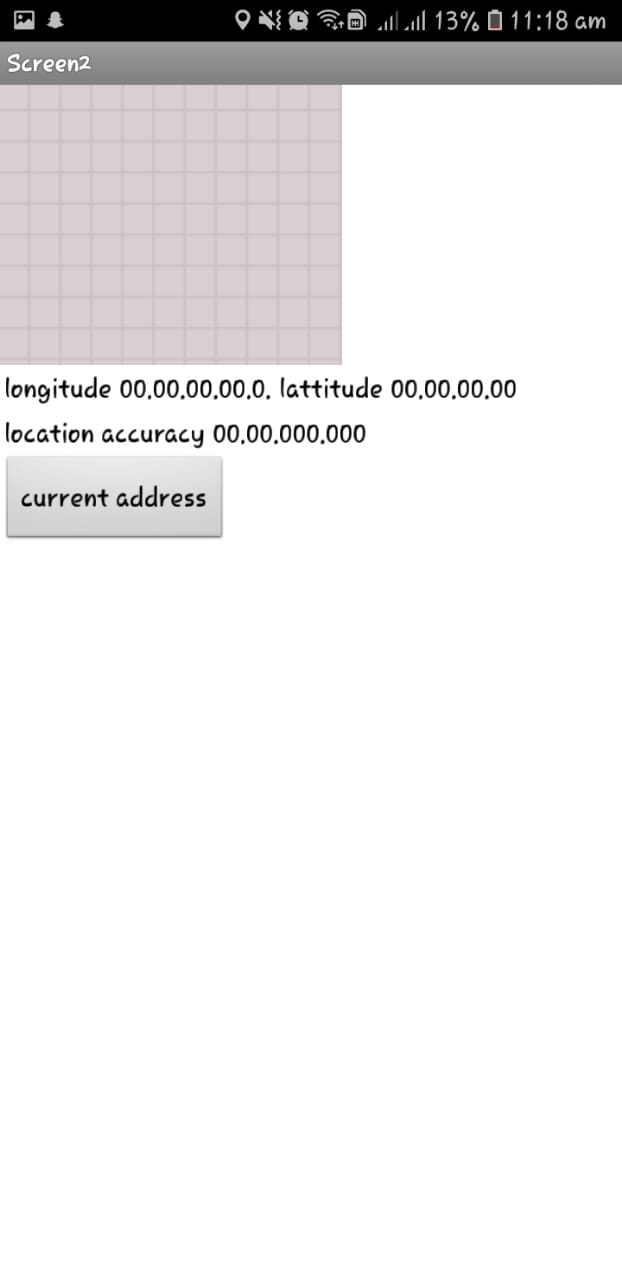 13% 11:18 am
Screen2
longitude 00.00.00.00.0. lattitude 00.00.00.00
location accuracy 00.00.000.000
current address